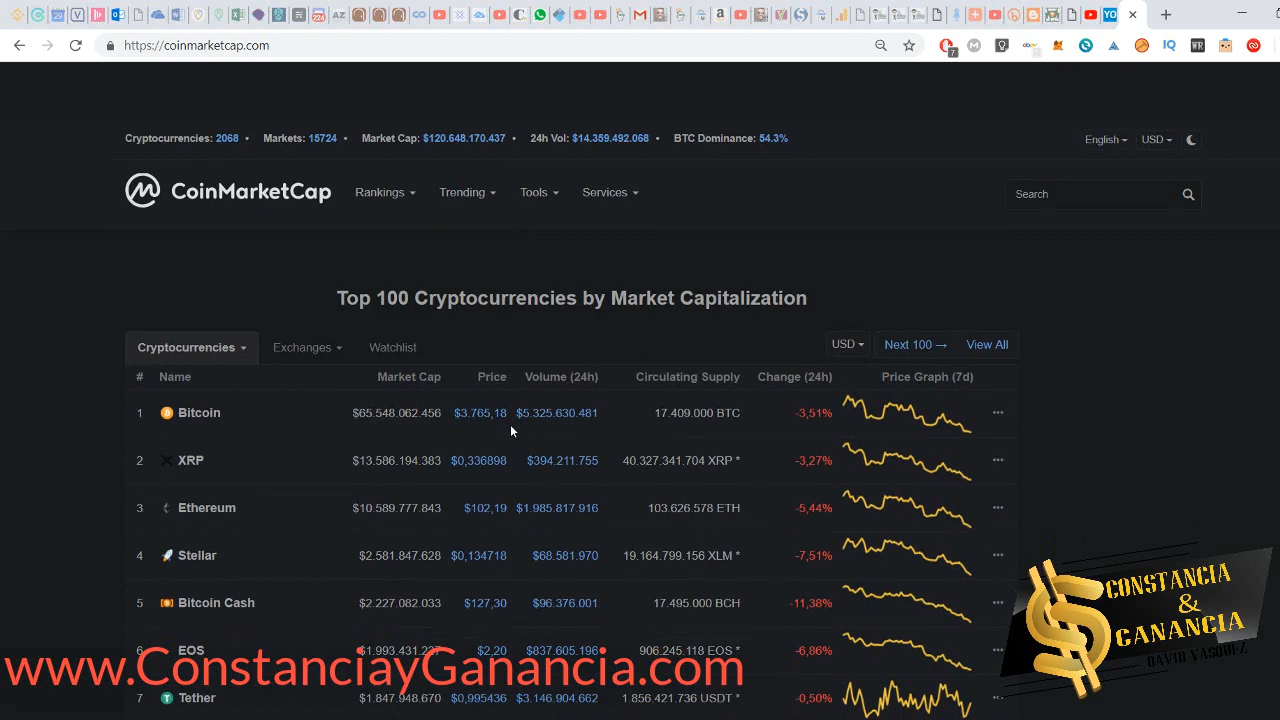 YO
https://coinmarketcap.com
Cryptocurrencies: 2068 • Markets: 15724 • Market Cap: $120.648.170.437 • 24h Vol: $14.359.492.068 • BTC Dominance: 54.3%
English USD
CoinMarketCap Rankings Trending Tools Services Search
Top 100 Cryptocurrencies by Market Capitalization
Cryptocurrencies Exchanges Watchlist USD Next 100 → View All
# Name Market Cap Price Volume (24h) Circulating Supply Change (24h) Price Graph (7d)
1 Bitcoin $65.548.062.456 $3.765,18 $5.325.630.481 17.409.000 BTC -3,51%
2 XRP $13.586.194.383 $0,336898 $394.211.755 40.327.341.704 XRP * -3,27%
3 Ethereum $10.589.777.843 $102,19 $1.985.817.916 103.626.578 ETH -5,44%
4 Stellar $2.581.847.628 $0,134718 $68.581.970 19.164.799.156 XLM * -7,51%
5 Bitcoin Cash $2.227.082.033 $127,30 $96.376.001 17.495.000 BCH -11,38%
6 EOS $2,20 $837.605.196 906.245.118 EOS * -6,86%
7 Tether $1.847.948.670 $0,995436 $3.146.904.662 1.856.421.736 USDT * -0,50%
www.ConstanciayGanancia.com
CONSTANCIA
&
GANANCIA
DAVID VASQUEZ